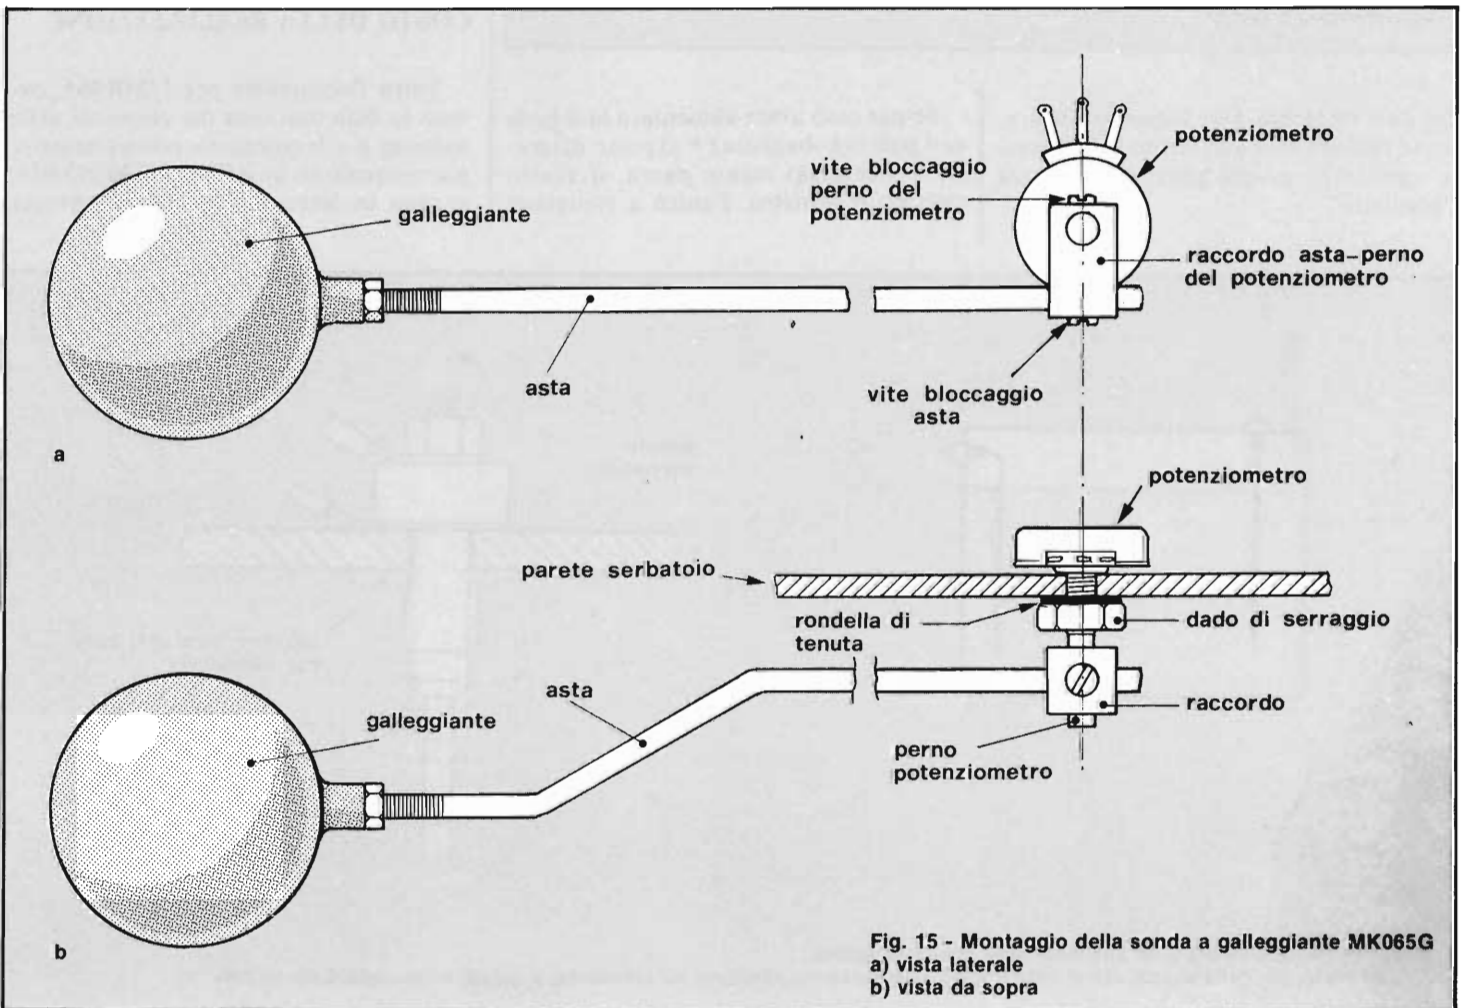 potenziometro
vite bloccaggio
perno del
potenziometro
galleggiante
raccordo asta-perno
del potenziometro
asta
vite bloccaggio
asta
a
potenziometro
parete serbatoio
rondella di
tenuta
dado di serraggio
asta
galleggiante
raccordo
perno
potenziometro
b
Fig. 15 - Montaggio della sonda a galleggiante MK065G
a) vista laterale
b) vista da sopra